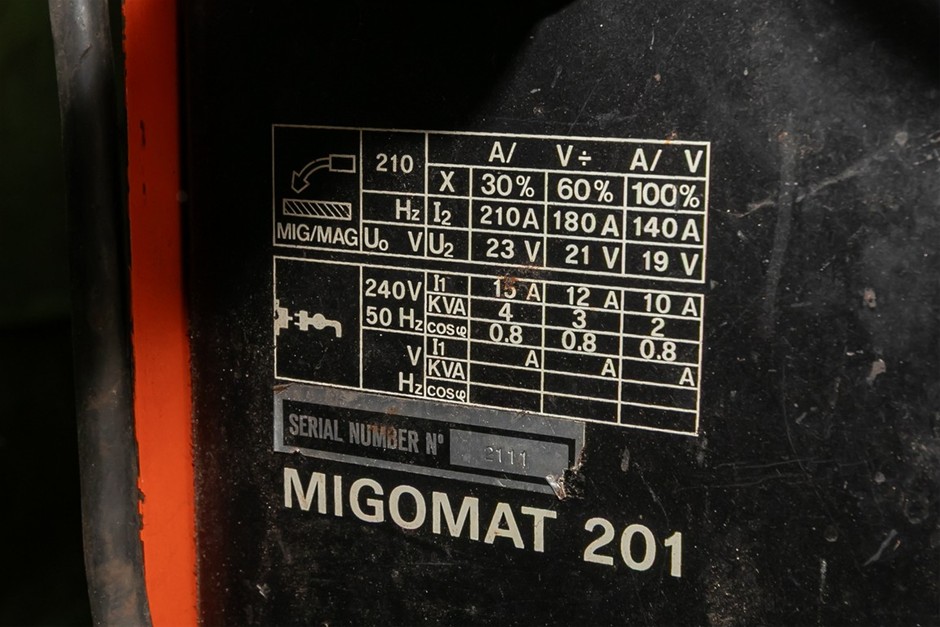 210 A/ V÷ A/ V
X 30% 60% 100%
Hz I₂ 210A 180A 140A
MIG/MAG U₀ V U₂ 23 V 21 V 19 V
240V I1 15 A 12 A 10 A
50 Hz KVA 4 3 2
cosφ 0.8 0.8 0.8
V I1 A A A
KVA
Hz cosφ
SERIAL NUMBER Nº 2111
MIGOMAT 201